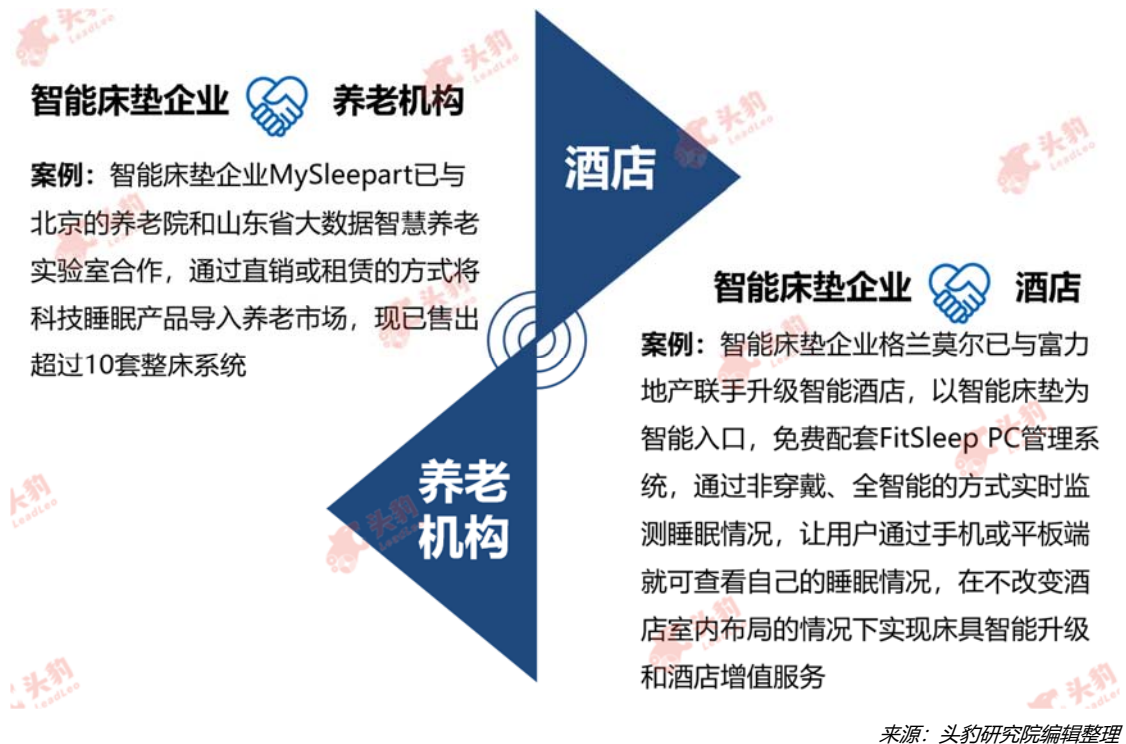 智能床垫企业 养老机构
案例：智能床垫企业MySleepart已与
北京的养老院和山东省大数据智慧养老
实验室合作，通过直销或租赁的方式将
科技睡眠产品导入养老市场，现已售出
超过10套整床系统
酒店
智能床垫企业 酒店
案例：智能床垫企业格兰莫尔已与富力
地产联手升级智能酒店，以智能床垫为
智能入口，免费配套FitSleep PC管理系
统，通过非穿戴、全智能的方式实时监
测睡眠情况，让用户通过手机或平板端
就可查看自己的睡眠情况，在不改变酒
店室内布局的情况下实现床具智能升级
和酒店增值服务
养老
机构
来源：头豹研究院编辑整理
头豹
LeadLeo